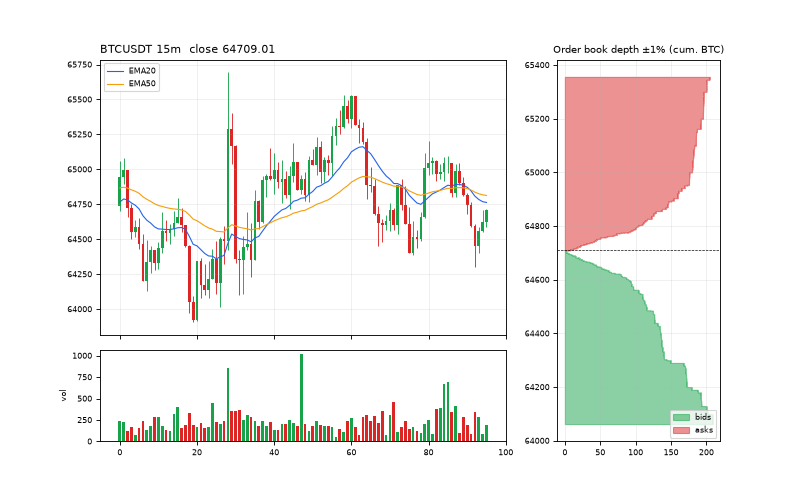 BTCUSDT 15m close 64709.01
EMA20
EMA50
65750
65500
65250
65000
64750
64500
64250
64000
1000
750
500
250
0
vol
0 20 40 60 80 100
Order book depth ±1% (cum. BTC)
65400
65200
65000
64800
64600
64400
64200
64000
bids
asks
0 50 100 150 200